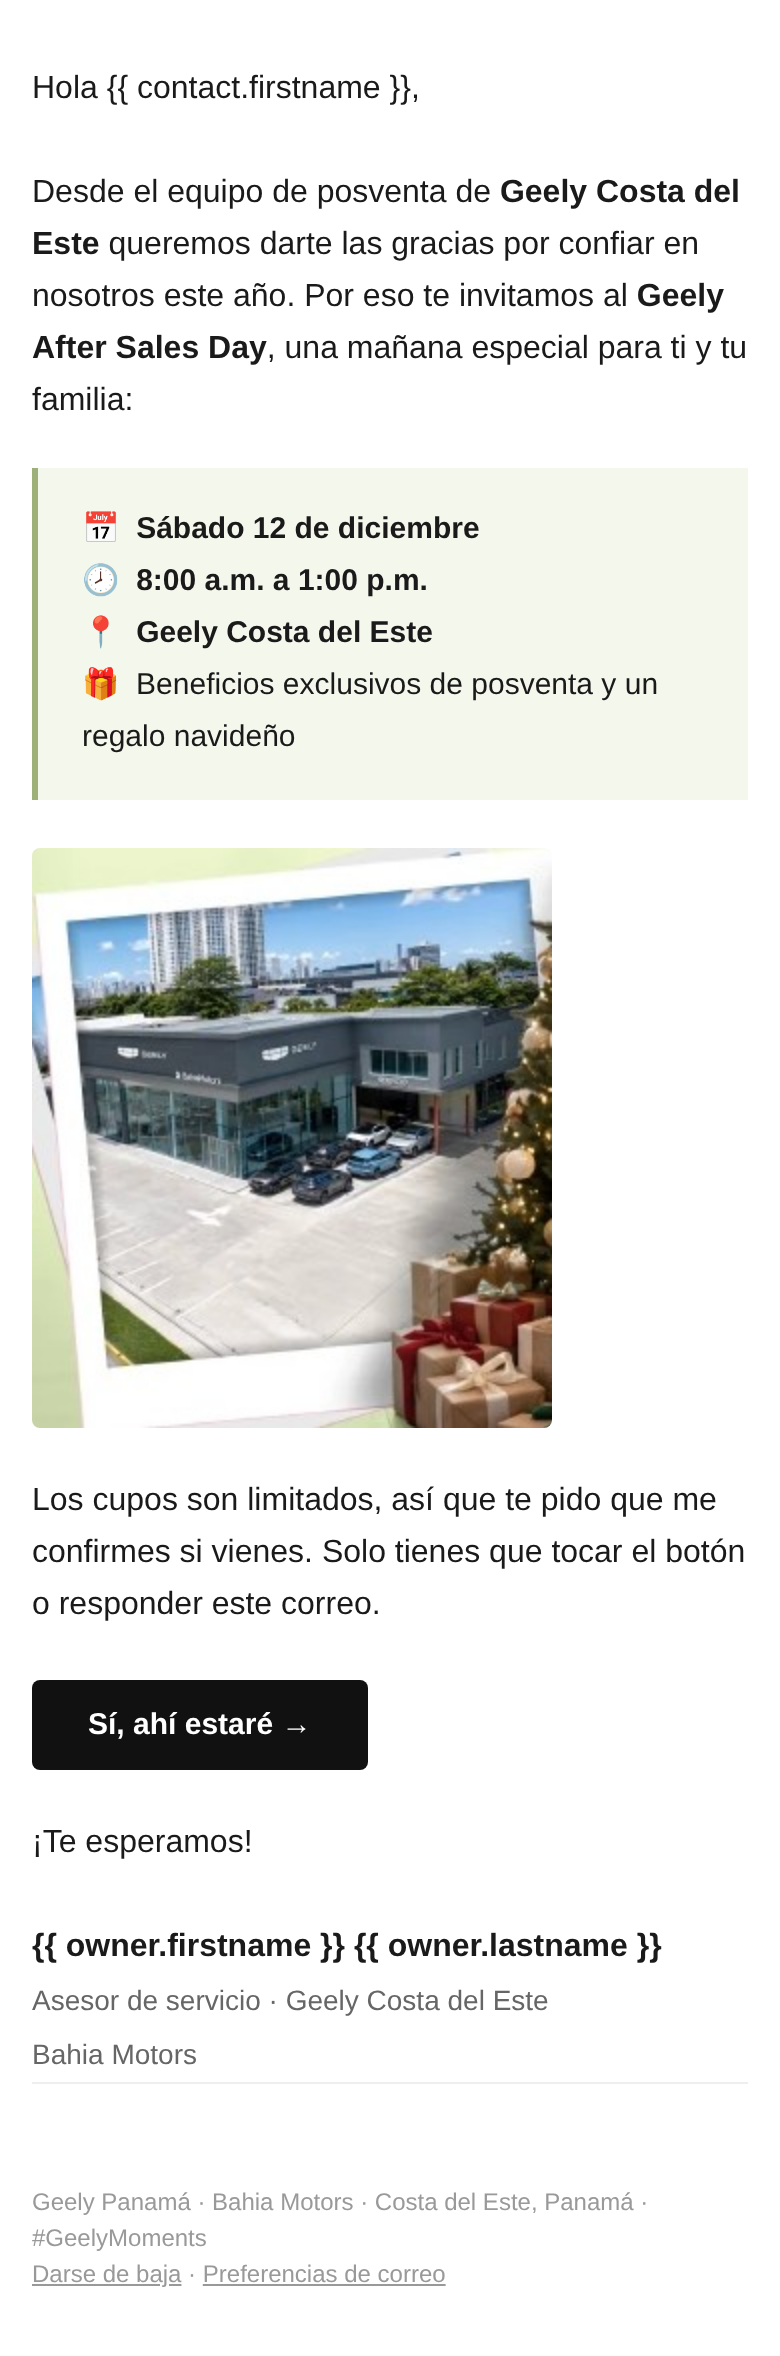 Hola {{ contact.firstname }},
Desde el equipo de posventa de Geely Costa del
Este queremos darte las gracias por confiar en
nosotros este año. Por eso te invitamos al Geely
After Sales Day, una mañana especial para ti y tu
familia:
📅 Sábado 12 de diciembre
🕗 8:00 a.m. a 1:00 p.m.
📍 Geely Costa del Este
🎁 Beneficios exclusivos de posventa y un
regalo navideño
GEELY
GEELY
Los cupos son limitados, así que te pido que me
confirmes si vienes. Solo tienes que tocar el botón
o responder este correo.
Sí, ahí estaré →
¡Te esperamos!
{{ owner.firstname }} {{ owner.lastname }}
Asesor de servicio · Geely Costa del Este
Bahia Motors
Geely Panamá · Bahia Motors · Costa del Este, Panamá ·
#GeelyMoments
Darse de baja · Preferencias de correo